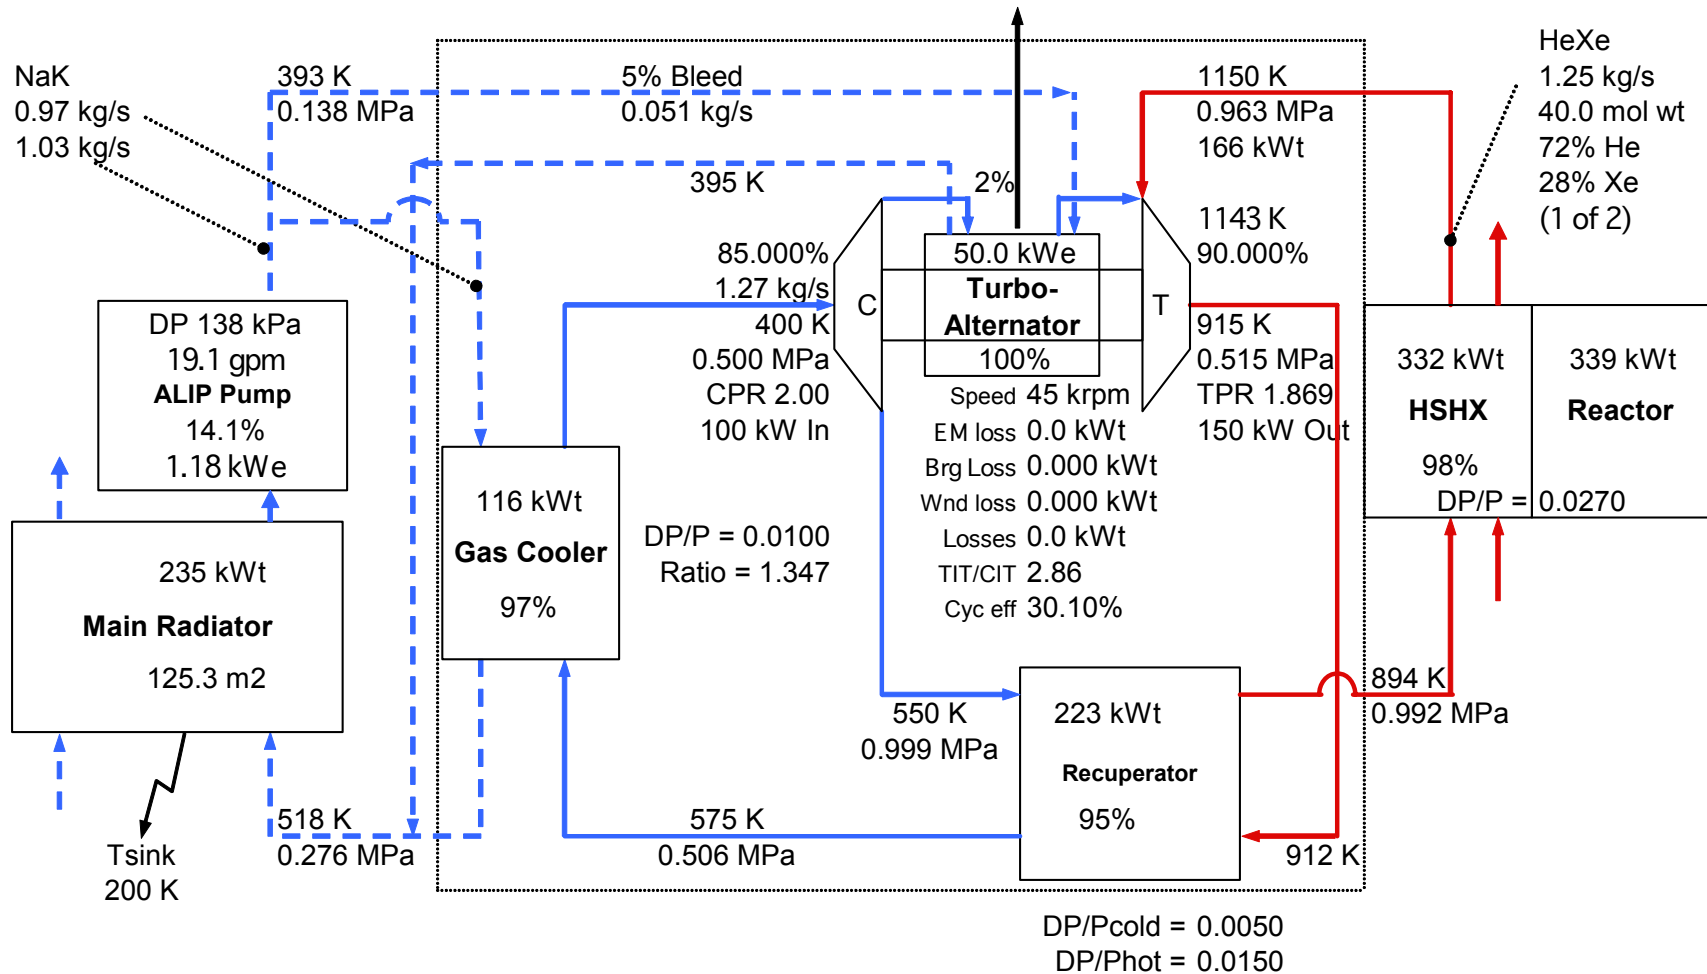 NaK
0.97 kg/s
1.03 kg/s
393 K
0.138 MPa
5% Bleed
0.051 kg/s
1150 K
0.963 MPa
166 kWt
HeXe
1.25 kg/s
40.0 mol wt
72% He
28% Xe
(1 of 2)
395 K
2%
1143 K
90.000%
85.000%
1.27 kg/s
400 K
0.500 MPa
CPR 2.00
100 kW In
C
50.0 kWe
Turbo-
Alternator
100%
T
915 K
0.515 MPa
TPR 1.869
150 kW Out
Speed 45 krpm
EM loss 0.0 kWt
Brg Loss 0.000 kWt
Wnd loss 0.000 kWt
Losses 0.0 kWt
TIT/CIT 2.86
Cyc eff 30.10%
DP 138 kPa
19.1 gpm
ALIP Pump
14.1%
1.18 kWe
332 kWt
HSHX
98%
DP/P = 0.0270
339 kWt
Reactor
116 kWt
Gas Cooler
97%
DP/P = 0.0100
Ratio = 1.347
235 kWt
Main Radiator
125.3 m2
550 K
0.999 MPa
223 kWt
Recuperator
95%
894 K
0.992 MPa
518 K
0.276 MPa
575 K
0.506 MPa
912 K
Tsink
200 K
DP/Pcold = 0.0050
DP/Phot = 0.0150